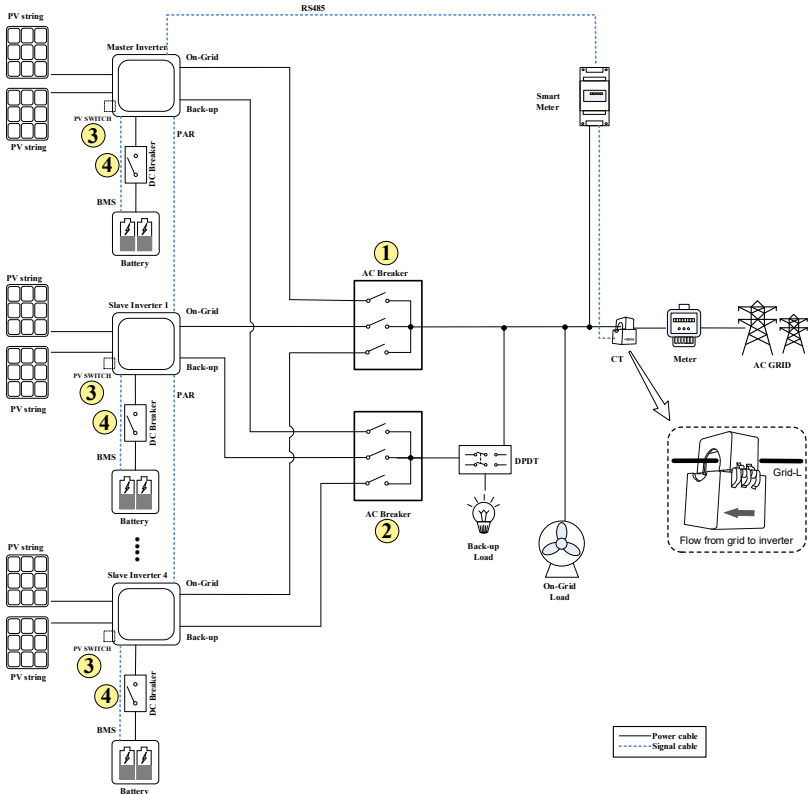 RS485
PV string
Master Inverter
On-Grid
Smart
Meter
Back-up
PV SWITCH
PAR
3
PV string
4
DC Breaker
BMS
Battery
1
AC Breaker
PV string
Slave Inverter 1
On-Grid
CT
Meter
AC GRID
Back-up
PV SWITCH
3
PAR
PV string
4
DC Breaker
BMS
Battery
DPDT
Grid-L
AC Breaker
2
Flow from grid to inverter
Back-up
Load
On-Grid
Load
PV string
Slave Inverter 4
On-Grid
Back-up
PV SWITCH
3
PV string
4
DC Breaker
BMS
Battery
Power cable
Signal cable